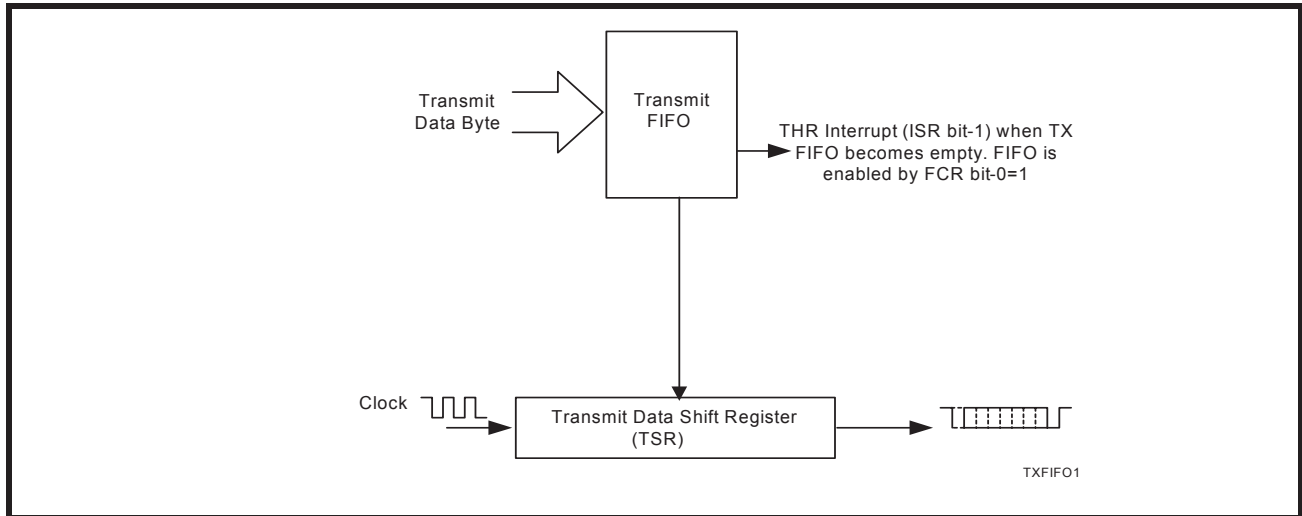 Transmit
Data Byte
Transmit
FIFO
THR Interrupt (ISR bit-1) when TX
FIFO becomes empty. FIFO is
enabled by FCR bit-0=1
Clock
Transmit Data Shift Register
(TSR)
TXFIFO1